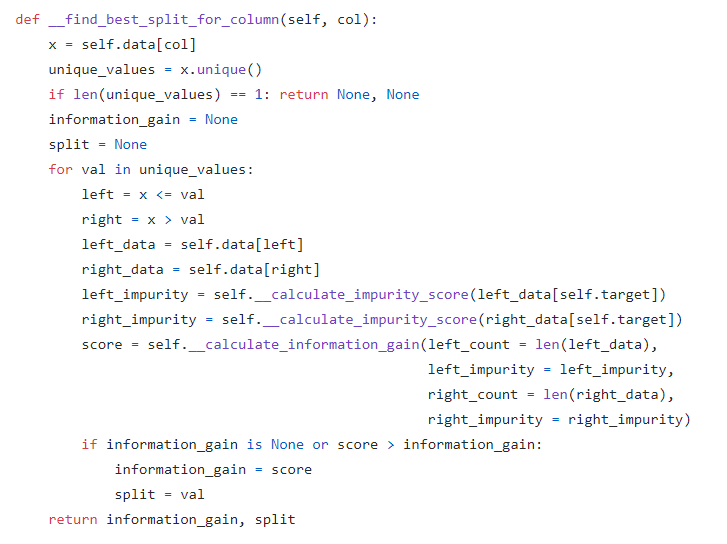 def __find_best_split_for_column(self, col):
    x = self.data[col]
    unique_values = x.unique()
    if len(unique_values) == 1: return None, None
    information_gain = None
    split = None
    for val in unique_values:
        left = x <= val
        right = x > val
        left_data = self.data[left]
        right_data = self.data[right]
        left_impurity = self.__calculate_impurity_score(left_data[self.target])
        right_impurity = self.__calculate_impurity_score(right_data[self.target])
        score = self.__calculate_information_gain(left_count = len(left_data),
                                                  left_impurity = left_impurity,
                                                  right_count = len(right_data),
                                                  right_impurity = right_impurity)
        if information_gain is None or score > information_gain:
            information_gain = score
            split = val
    return information_gain, split